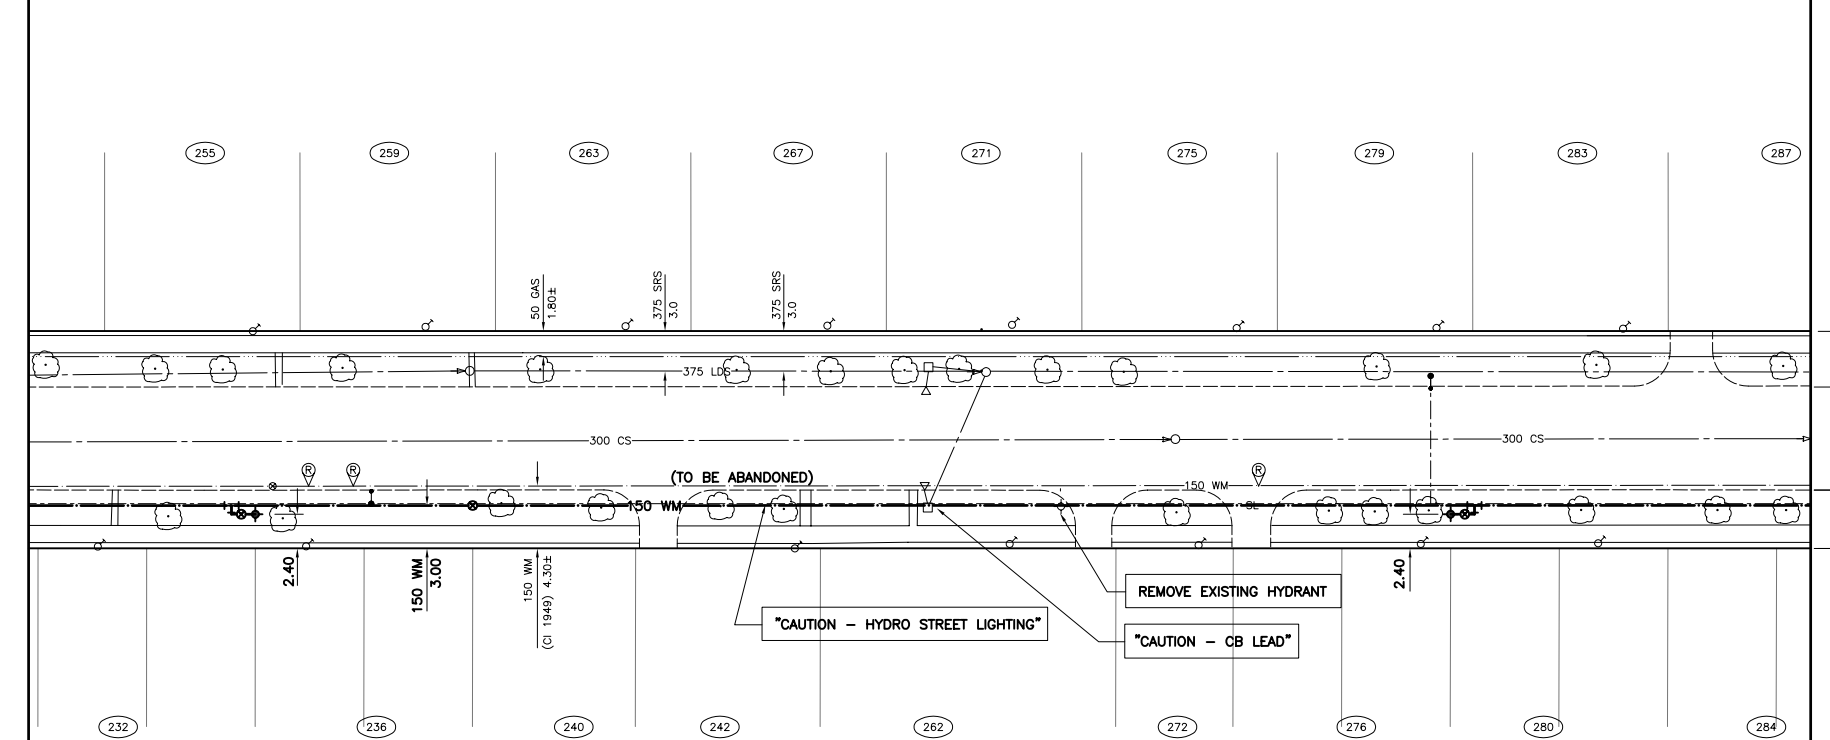 255
259
263
267
271
275
279
283
287
50 GAS
1.80±
375 SRS
3.0
375 SRS
3.0
375 LDS
300 CS
300 CS
R
R
(TO BE ABANDONED)
R
150 WM
150 WM
SL
2.40
150 WM
3.00
150 WM
(CI 1949) 4.30±
2.40
REMOVE EXISTING HYDRANT
"CAUTION – HYDRO STREET LIGHTING"
"CAUTION – CB LEAD"
232
236
240
242
262
272
276
280
284